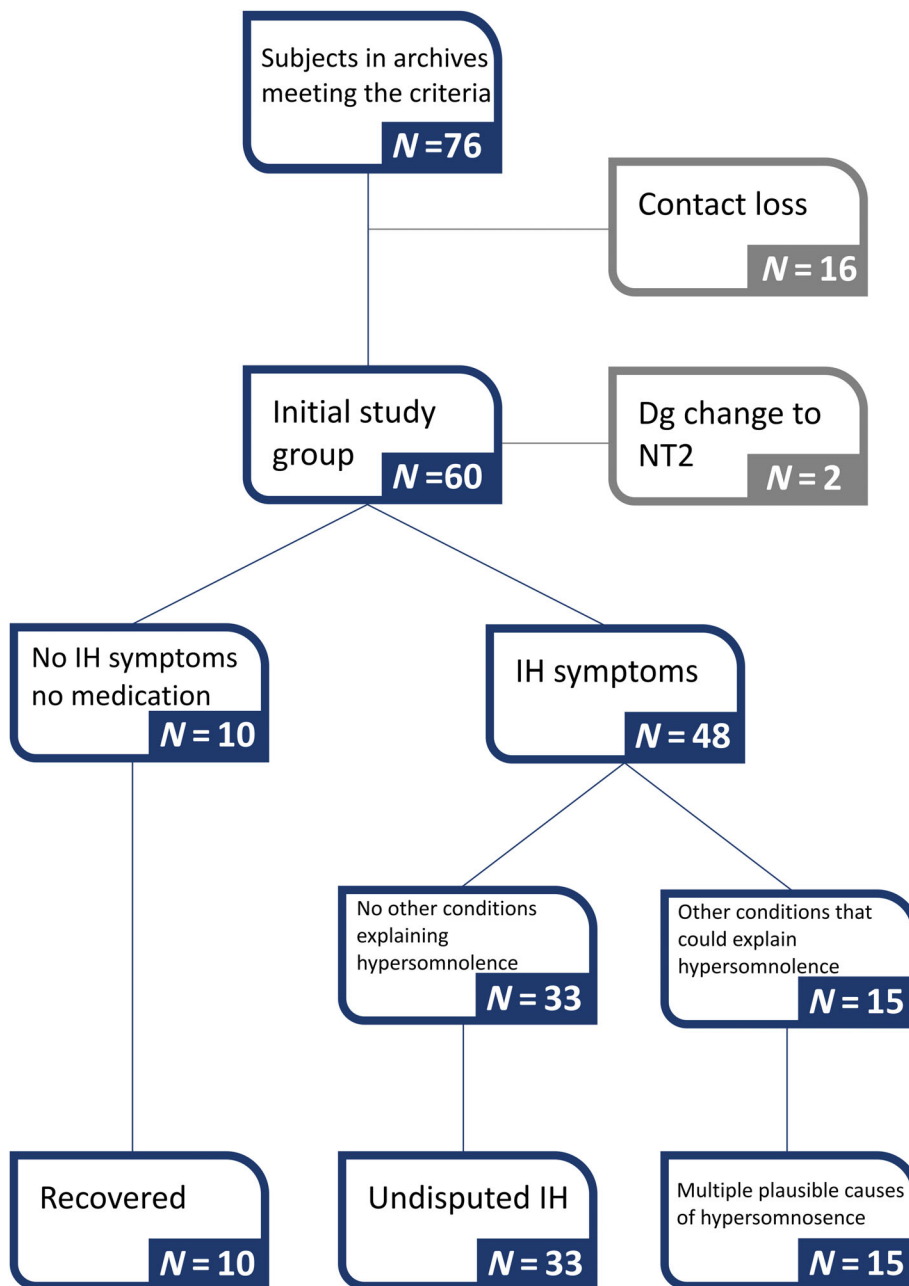 Subjects in archives
meeting the criteria
N =76
Contact loss
N = 16
Initial study
group
N =60
Dg change to
NT2
N = 2
No IH symptoms
no medication
N = 10
IH symptoms
N = 48
No other conditions
explaining
hypersomnolence
N = 33
Other conditions that
could explain
hypersomnolence
N = 15
Recovered
N = 10
Undisputed IH
N = 33
Multiple plausible causes
of hypersomnosence
N = 15